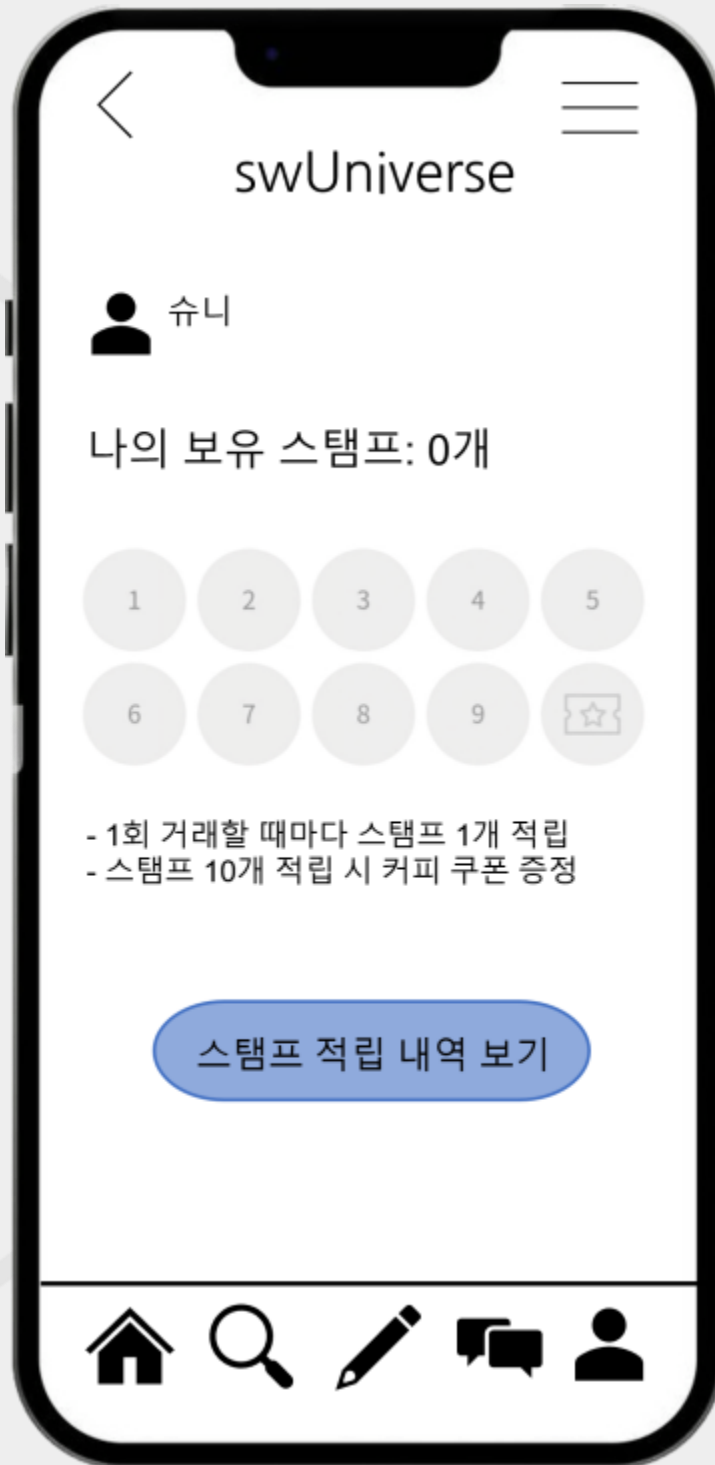 swUniverse
슈니
나의 보유 스탬프: 0개
1 2 3 4 5
6 7 8 9
- 1회 거래할 때마다 스탬프 1개 적립
- 스탬프 10개 적립 시 커피 쿠폰 증정
스탬프 적립 내역 보기